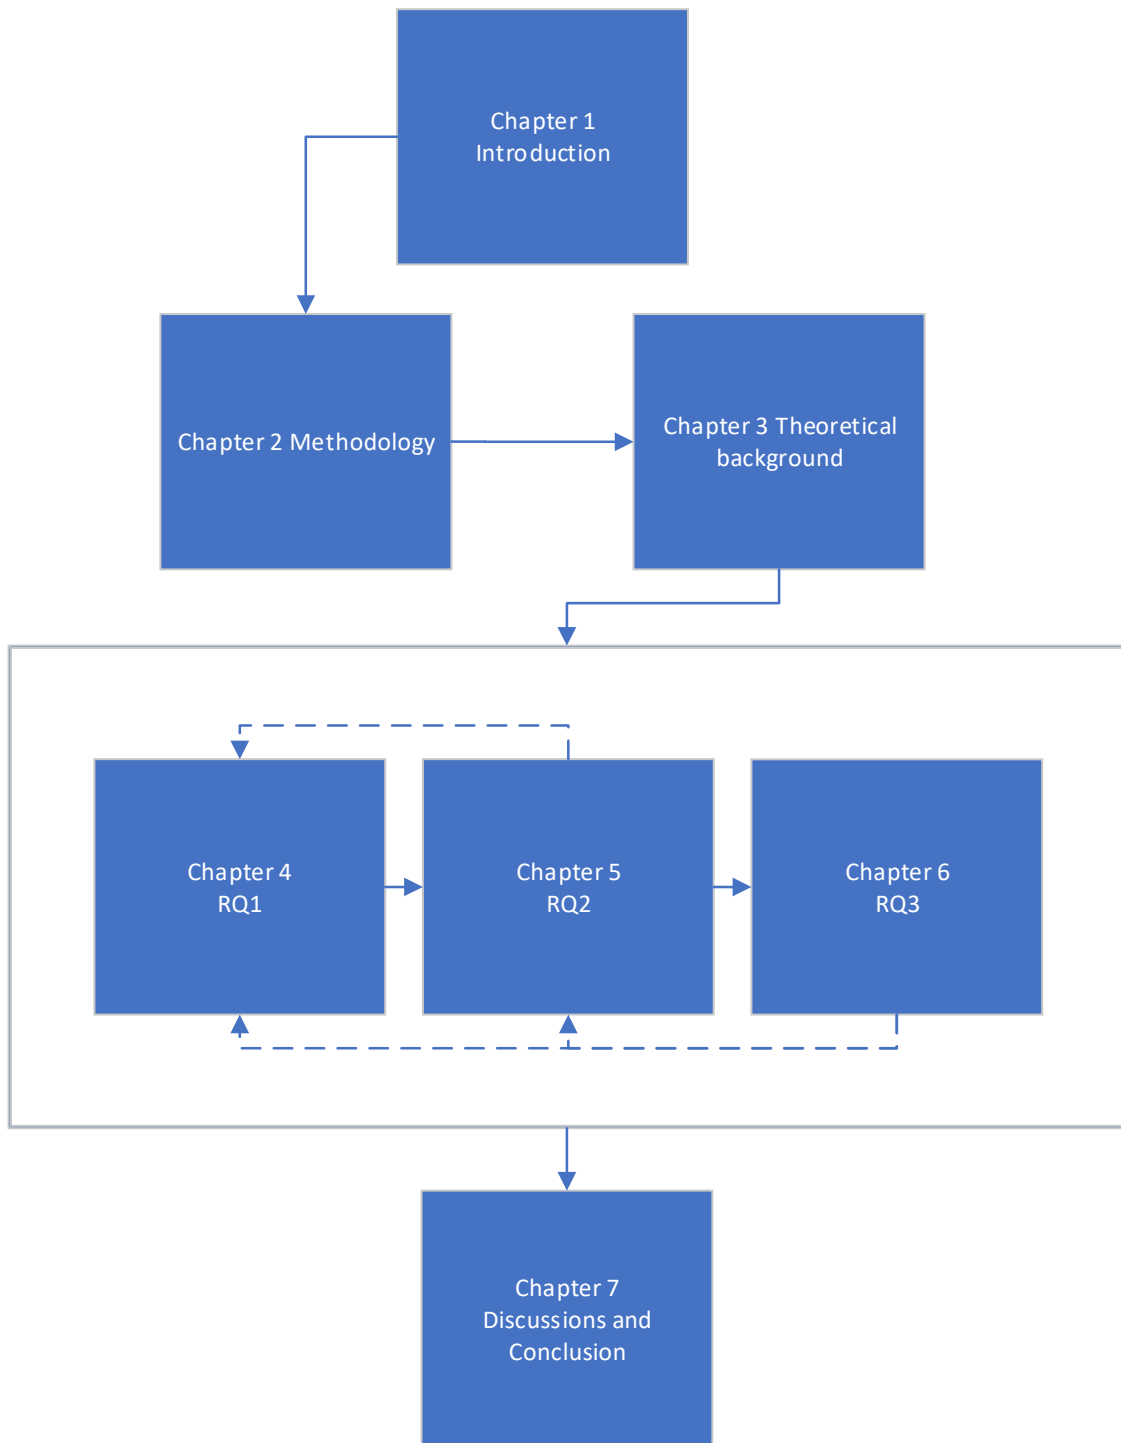 Chapter 1
Introduction
Chapter 2 Methodology
Chapter 3 Theoretical
background
Chapter 4
RQ1
Chapter 5
RQ2
Chapter 6
RQ3
Chapter 7
Discussions and
Conclusion